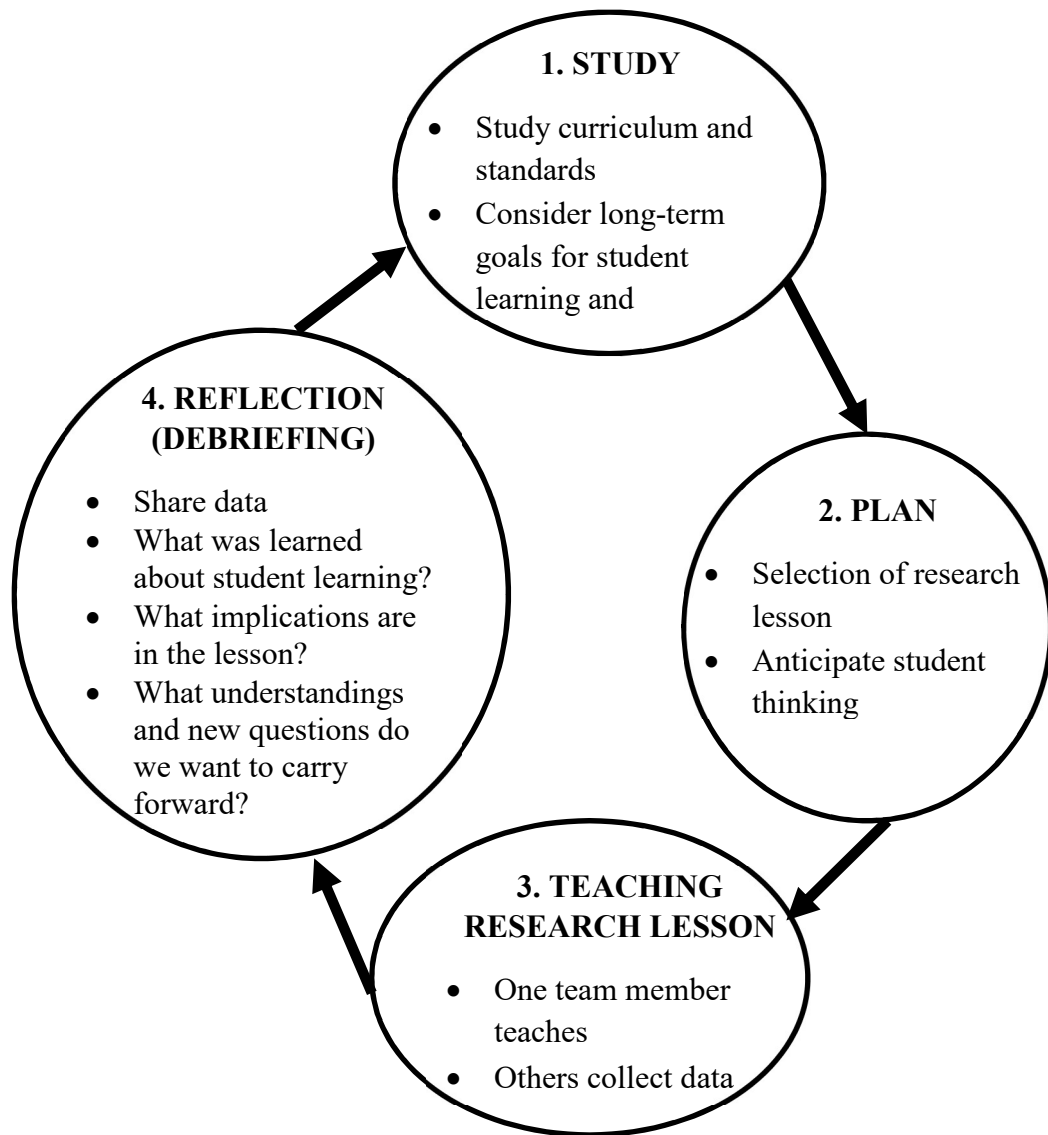 1. STUDY
• Study curriculum and
standards
• Consider long-term
goals for student
learning and
2. PLAN
• Selection of research
lesson
• Anticipate student
thinking
3. TEACHING
RESEARCH LESSON
• One team member
teaches
• Others collect data
4. REFLECTION
(DEBRIEFING)
• Share data
• What was learned
about student learning?
• What implications are
in the lesson?
• What understandings
and new questions do
we want to carry
forward?